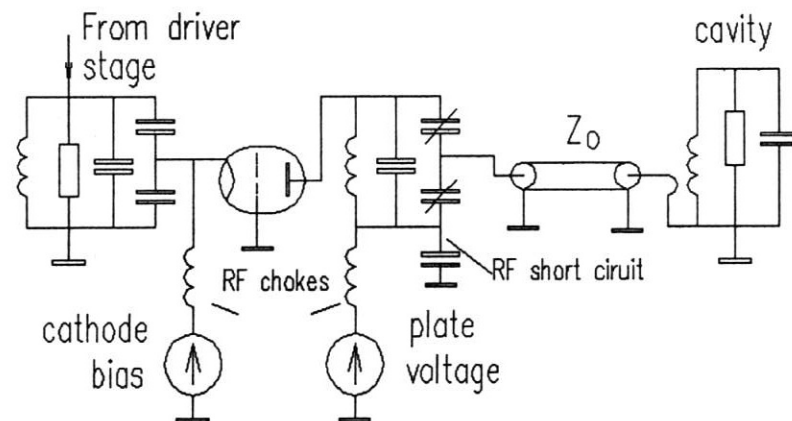 From driver
stage
cavity
Z0
RF chokes
RF short ciruit
cathode
bias
plate
voltage